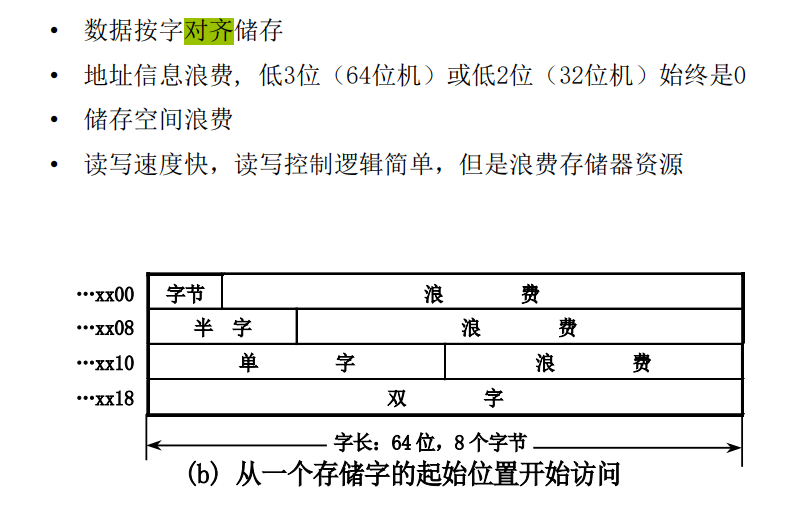 • 数据按字对齐储存
• 地址信息浪费, 低3位（64位机）或低2位（32位机）始终是0
• 储存空间浪费
• 读写速度快，读写控制逻辑简单，但是浪费存储器资源
…xx00 字节 浪 费
…xx08 半 字 浪 费
…xx10 单 字 浪 费
…xx18 双 字
字长: 64 位，8 个字节
(b) 从一个存储字的起始位置开始访问